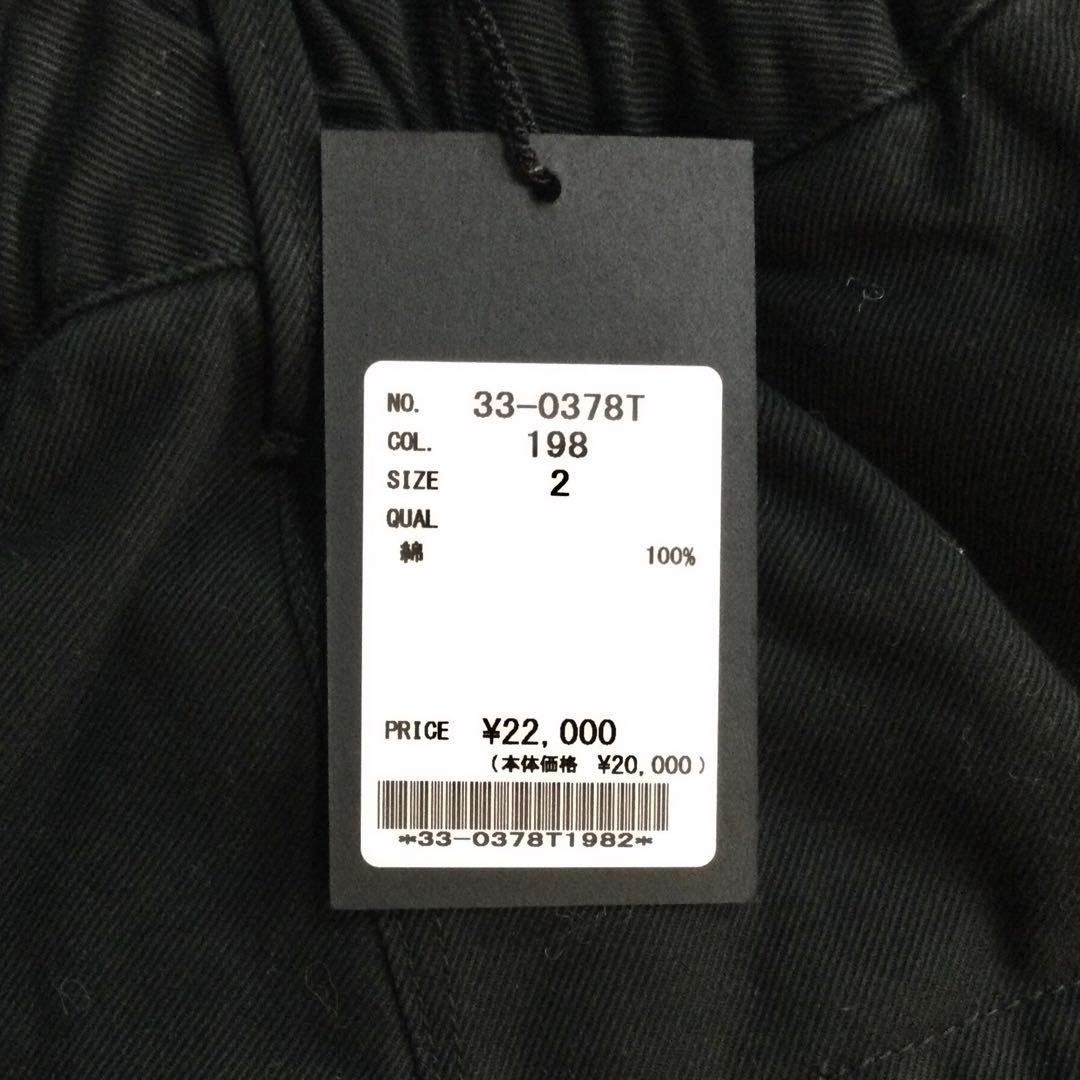 NO. 33-0378T
COL. 198
SIZE 2
QUAL
綿 100%
PRICE ¥22,000
(本体価格 ¥20,000)
*33-0378T1982*